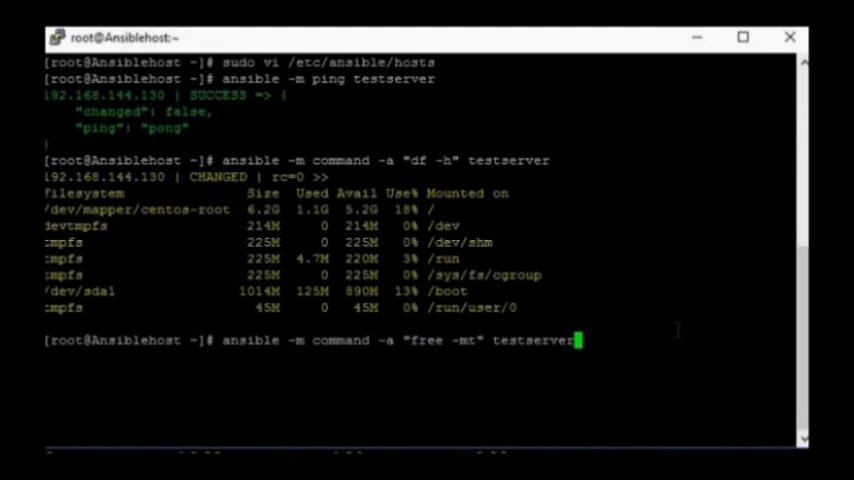 root@Ansiblehost:~
[root@Ansiblehost ~]# sudo vi /etc/ansible/hosts
[root@Ansiblehost ~]# ansible -m ping testserver
192.168.144.130 | SUCCESS => {
"changed": false,
"ping": "pong"
}
[root@Ansiblehost ~]# ansible -m command -a "df -h" testserver
192.168.144.130 | CHANGED | rc=0 >>
Filesystem Size Used Avail Use% Mounted on
/dev/mapper/centos-root 6.2G 1.1G 5.2G 18% /
devtmpfs 214M 0 214M 0% /dev
tmpfs 225M 0 225M 0% /dev/shm
tmpfs 225M 4.7M 220M 3% /run
tmpfs 225M 0 225M 0% /sys/fs/cgroup
/dev/sda1 1014M 125M 890M 13% /boot
tmpfs 45M 0 45M 0% /run/user/0
[root@Ansiblehost ~]# ansible -m command -a "free -mt" testserver